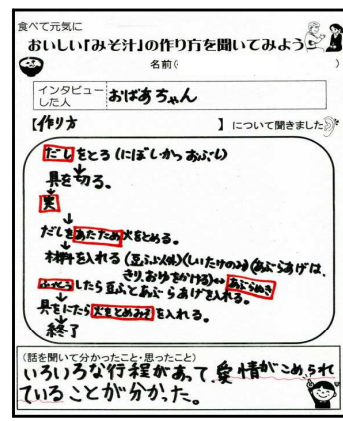 食べて元気に
おいしい「みそ汁」の作り方を聞いてみよう
名前( )
インタビューした人 おばあちゃん
【作り方 】について聞きました
だしをとる(にぼしかつおぶし)
↓
具を切る。
↓
実
↓
だしをあたため火をとめる。
↓
材料を入れる(豆ふ以外)(しいたけのみ)(あぶらあげは、
きり、おゆをかける)↔あぶらぬき
ふっとうしたら豆ふとあぶらあげを入れる。
↓
具をにたら火をとめみそを入れる。
↓
終了
(話を聞いて分かったこと・思ったこと)
いろいろな行程があって、愛情がこめられ
ていることが分かった。